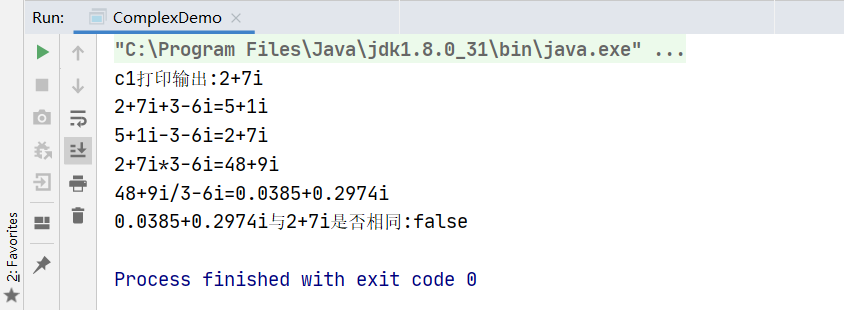 Run: ComplexDemo ×
"C:\Program Files\Java\jdk1.8.0_31\bin\java.exe" ...
c1打印输出:2+7i
2+7i+3-6i=5+1i
5+1i-3-6i=2+7i
2+7i*3-6i=48+9i
48+9i/3-6i=0.0385+0.2974i
0.0385+0.2974i与2+7i是否相同:false
Process finished with exit code 0
2: Favorites